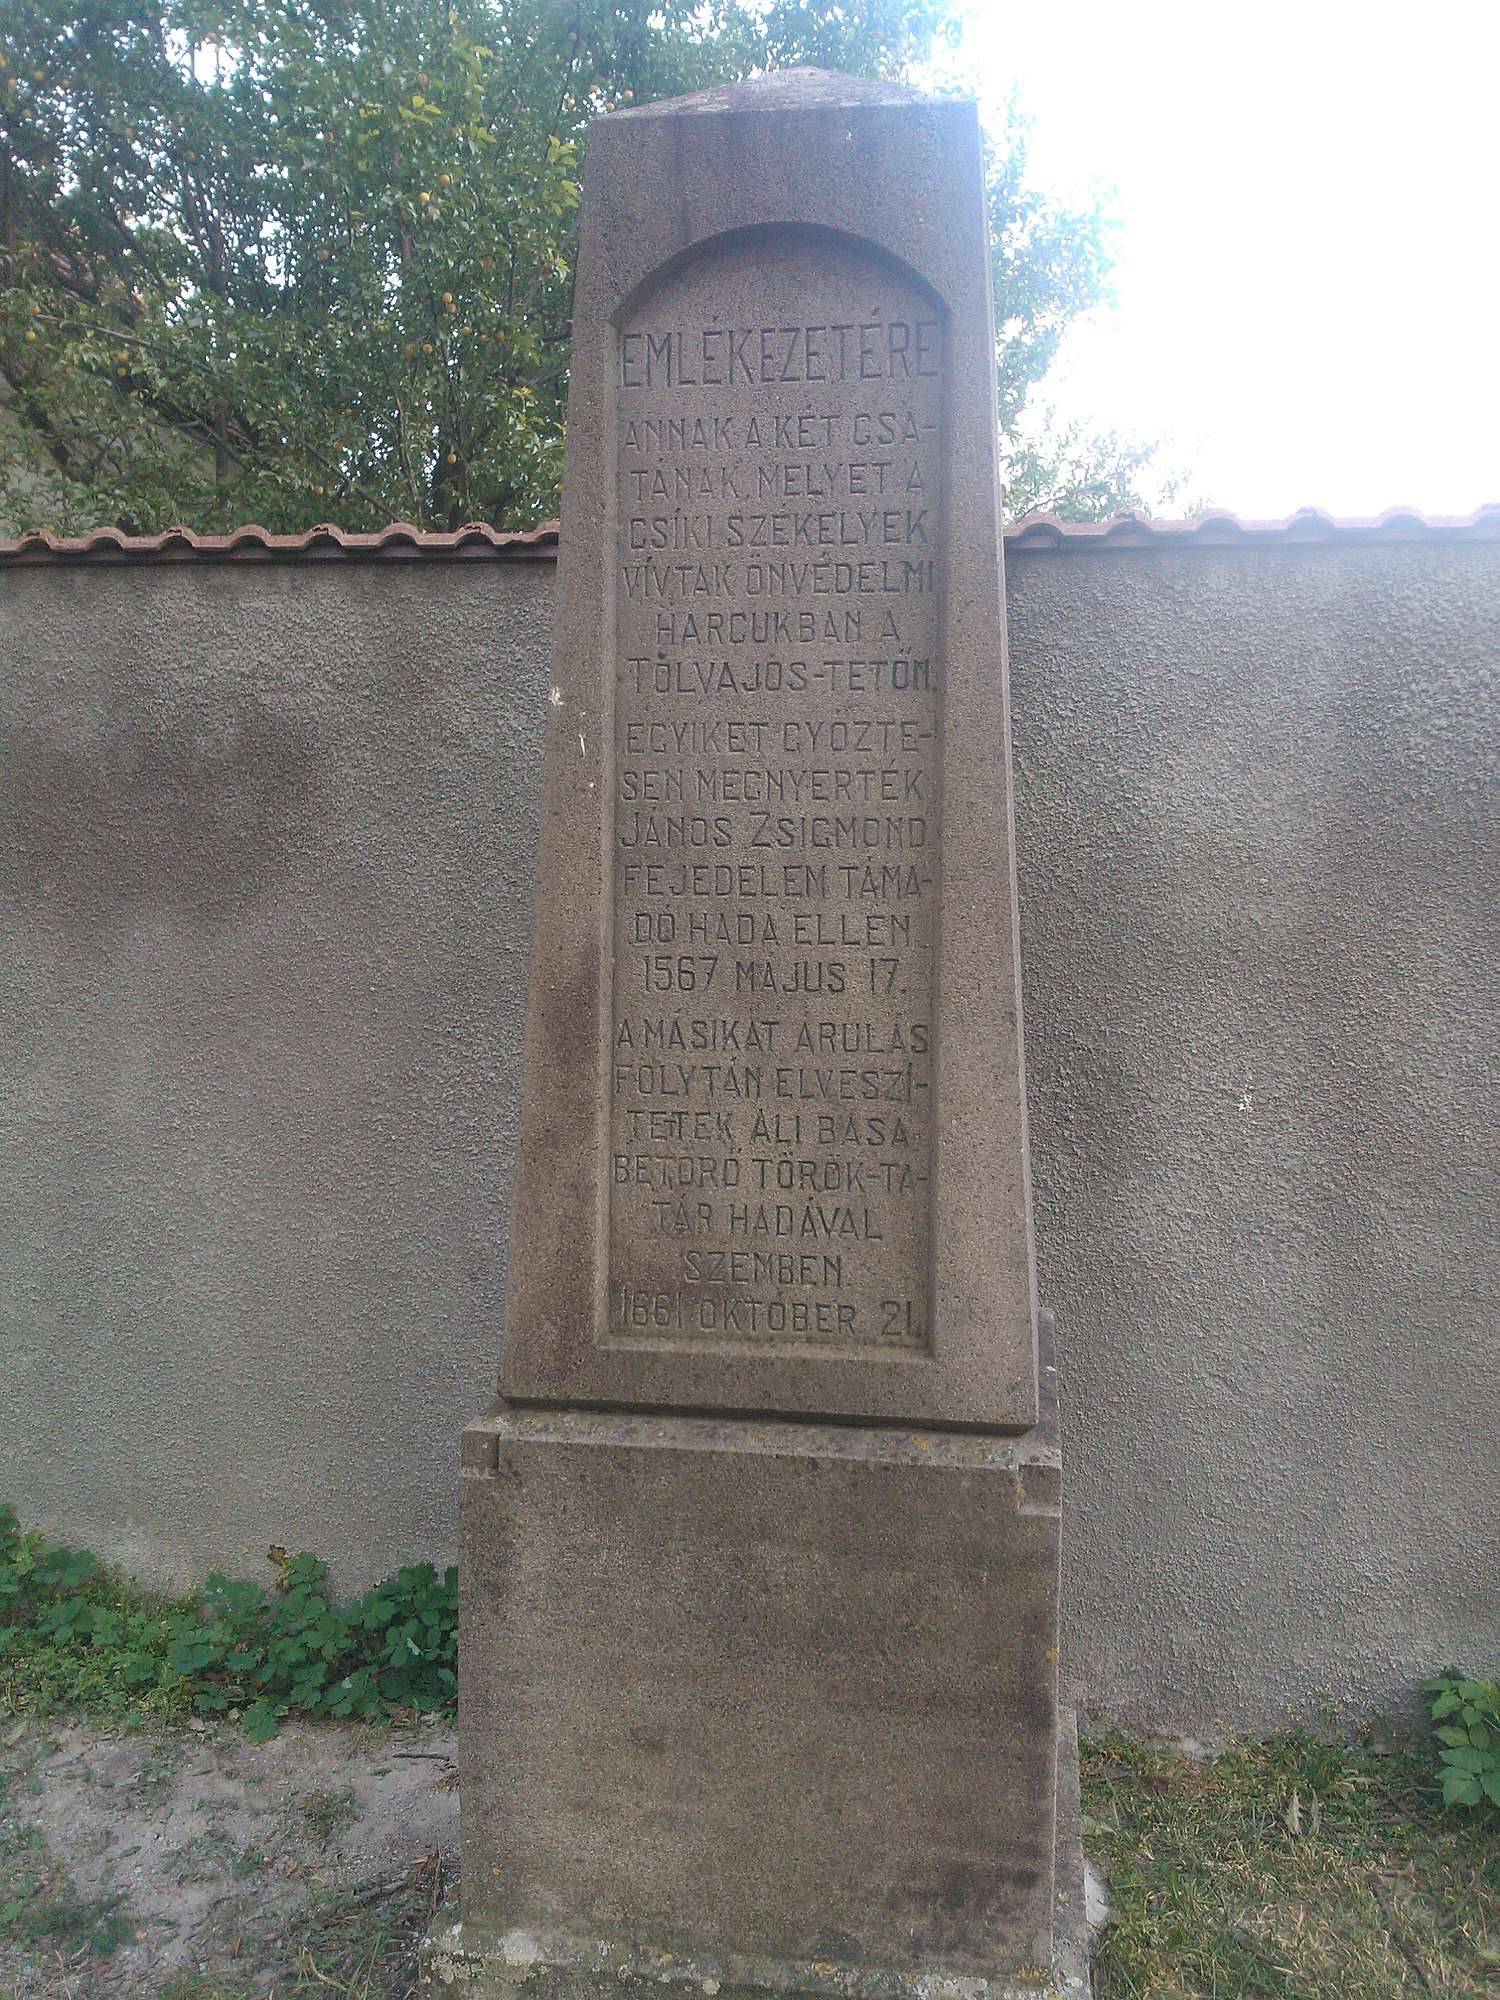 EMLÉKEZETÉRE
ANNAK A KÉT CSA-
TÁNAK, MELYET A
CSÍKI SZÉKELYEK
VÍVTAK ÖNVÉDELMI
HARCUKBAN A
TOLVAJOS-TETŐN.
EGYIKET GYŐZTE-
SEN MEGNYERTÉK
JÁNOS ZSIGMOND
FEJEDELEM TÁMA-
DÓ HADA ELLEN
1567 MÁJUS 17.
A MÁSIKAT ÁRULÁS
FOLYTÁN ELVESZÍ-
TETTÉK ÁLI BASA
BETÖRŐ TÖRÖK-TA-
TÁR HADÁVAL
SZEMBEN
1661 OKTÓBER 21.